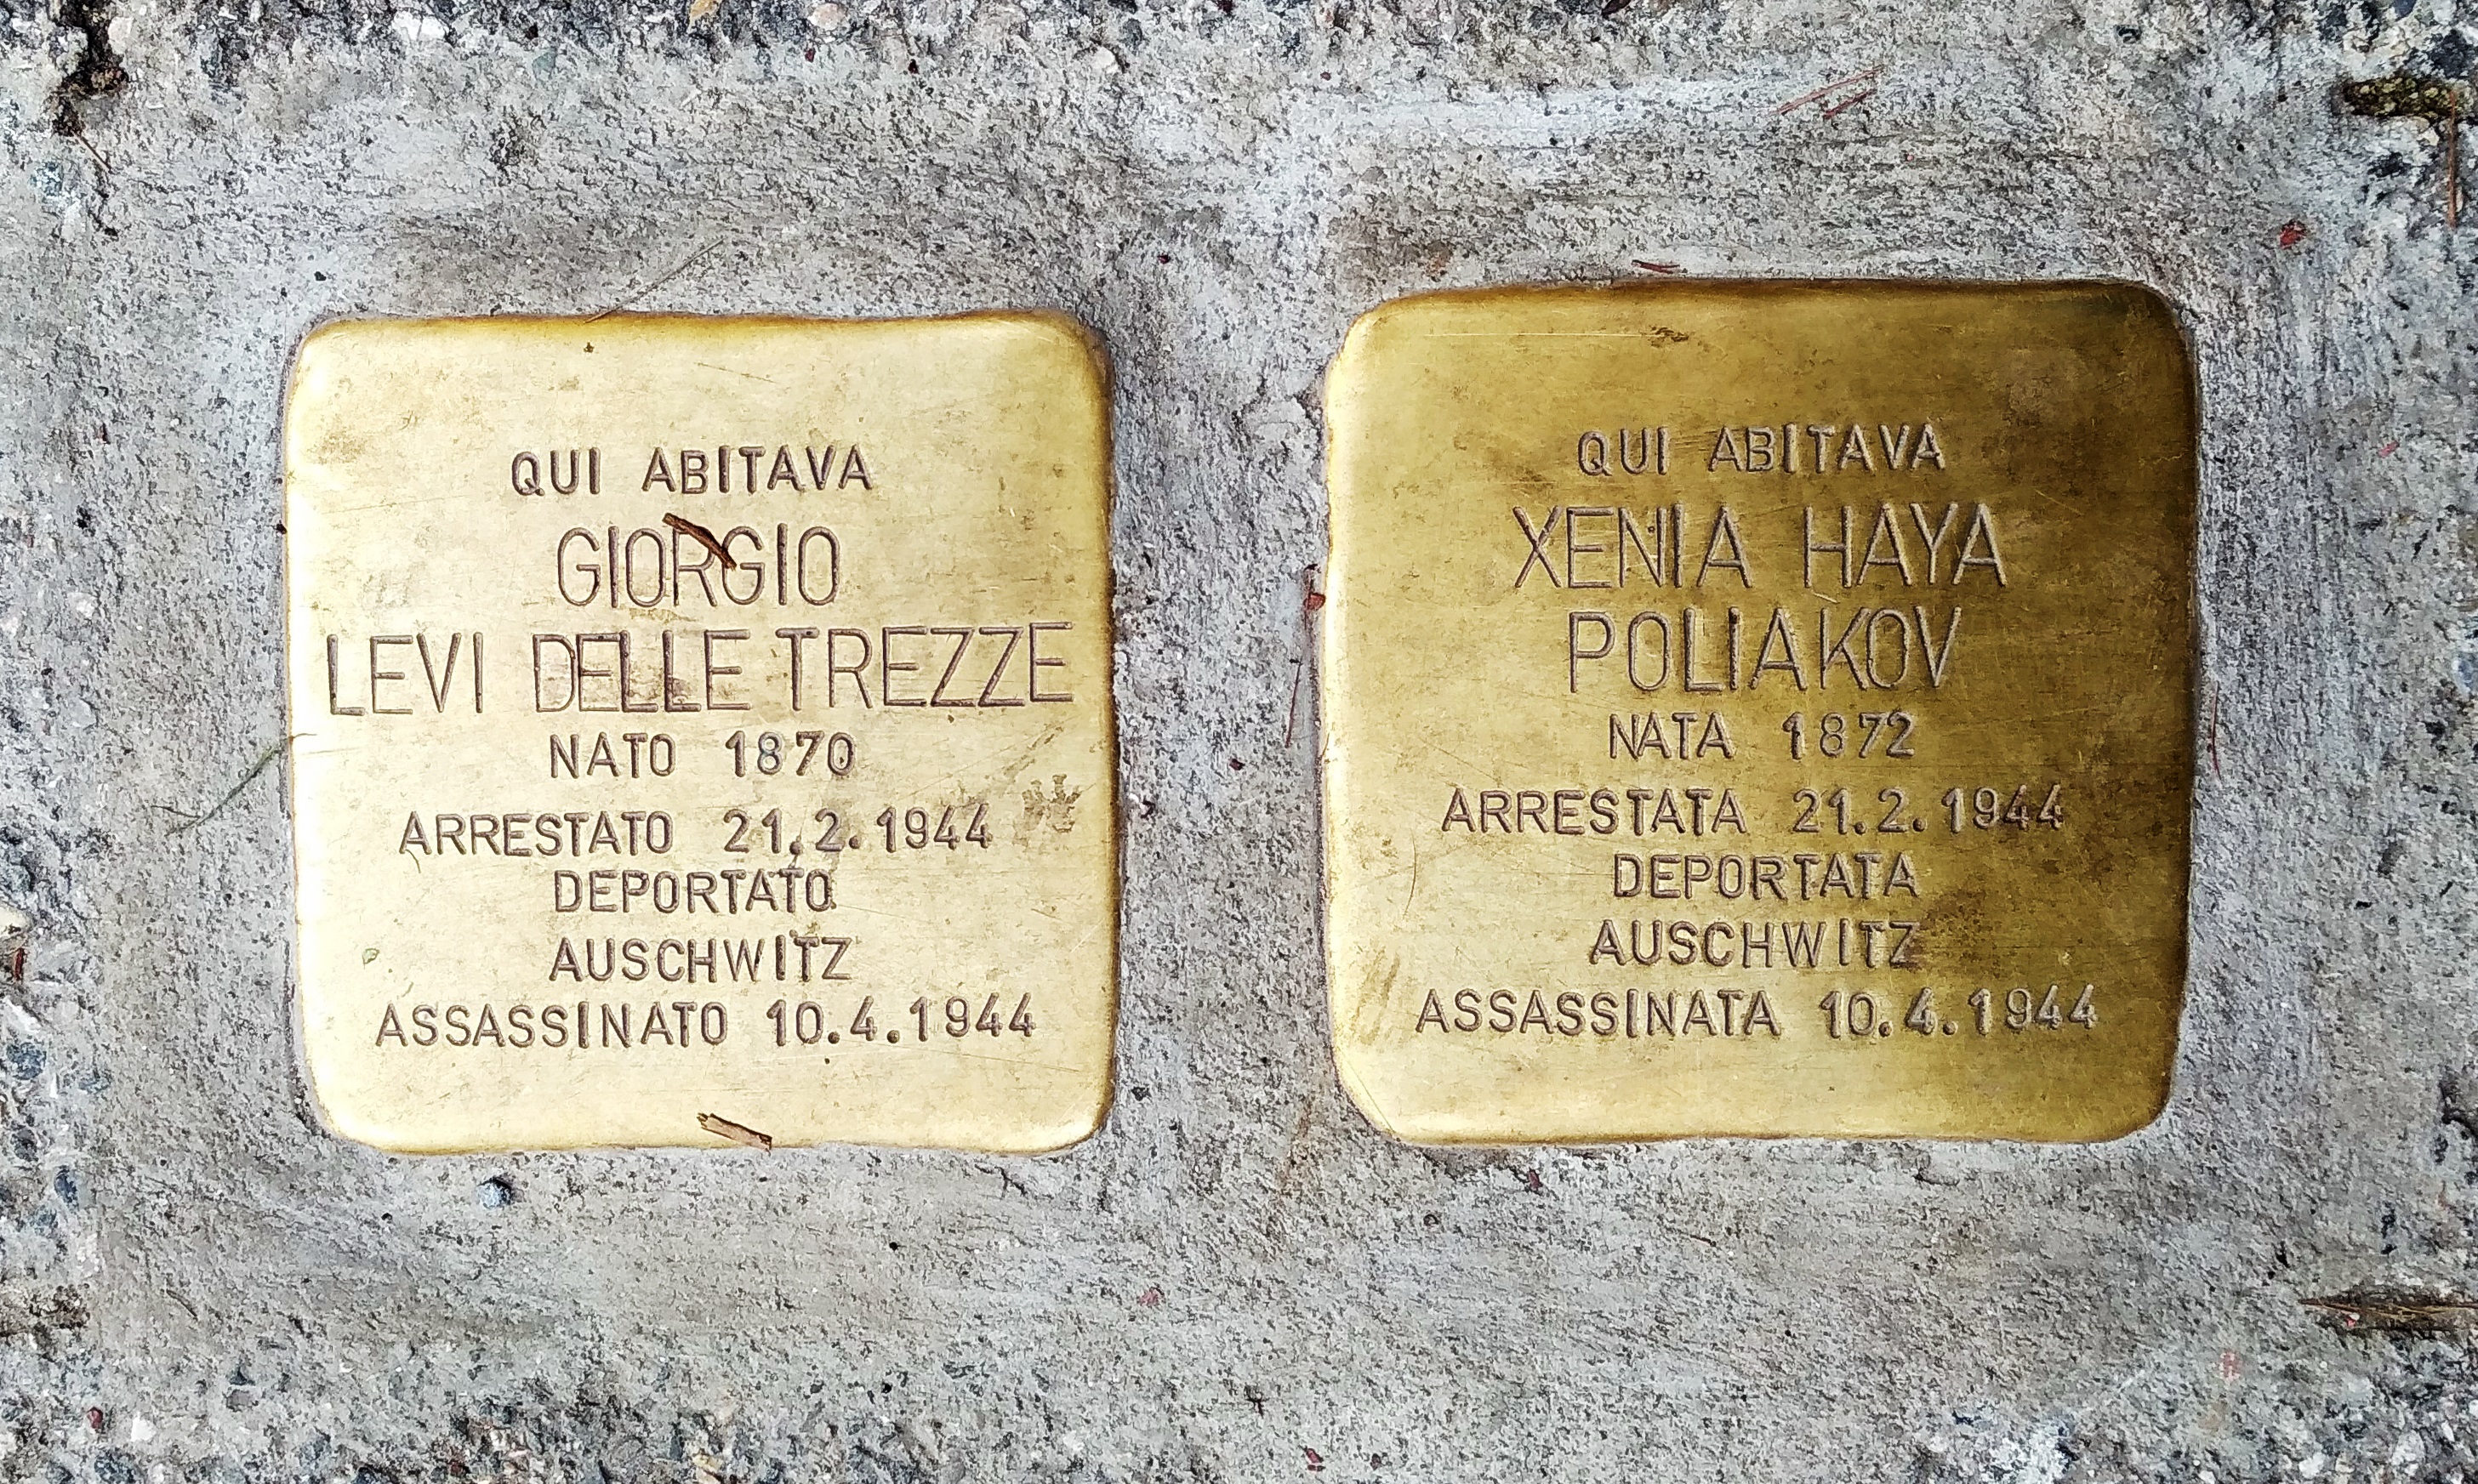 QUI ABITAVA
GIORGIO
LEVI DELLE TREZZE
NATO 1870
ARRESTATO 21.2.1944
DEPORTATO
AUSCHWITZ
ASSASSINATO 10.4.1944
QUI ABITAVA
XENIA HAYA
POLIAKOV
NATA 1872
ARRESTATA 21.2.1944
DEPORTATA
AUSCHWITZ
ASSASSINATA 10.4.1944